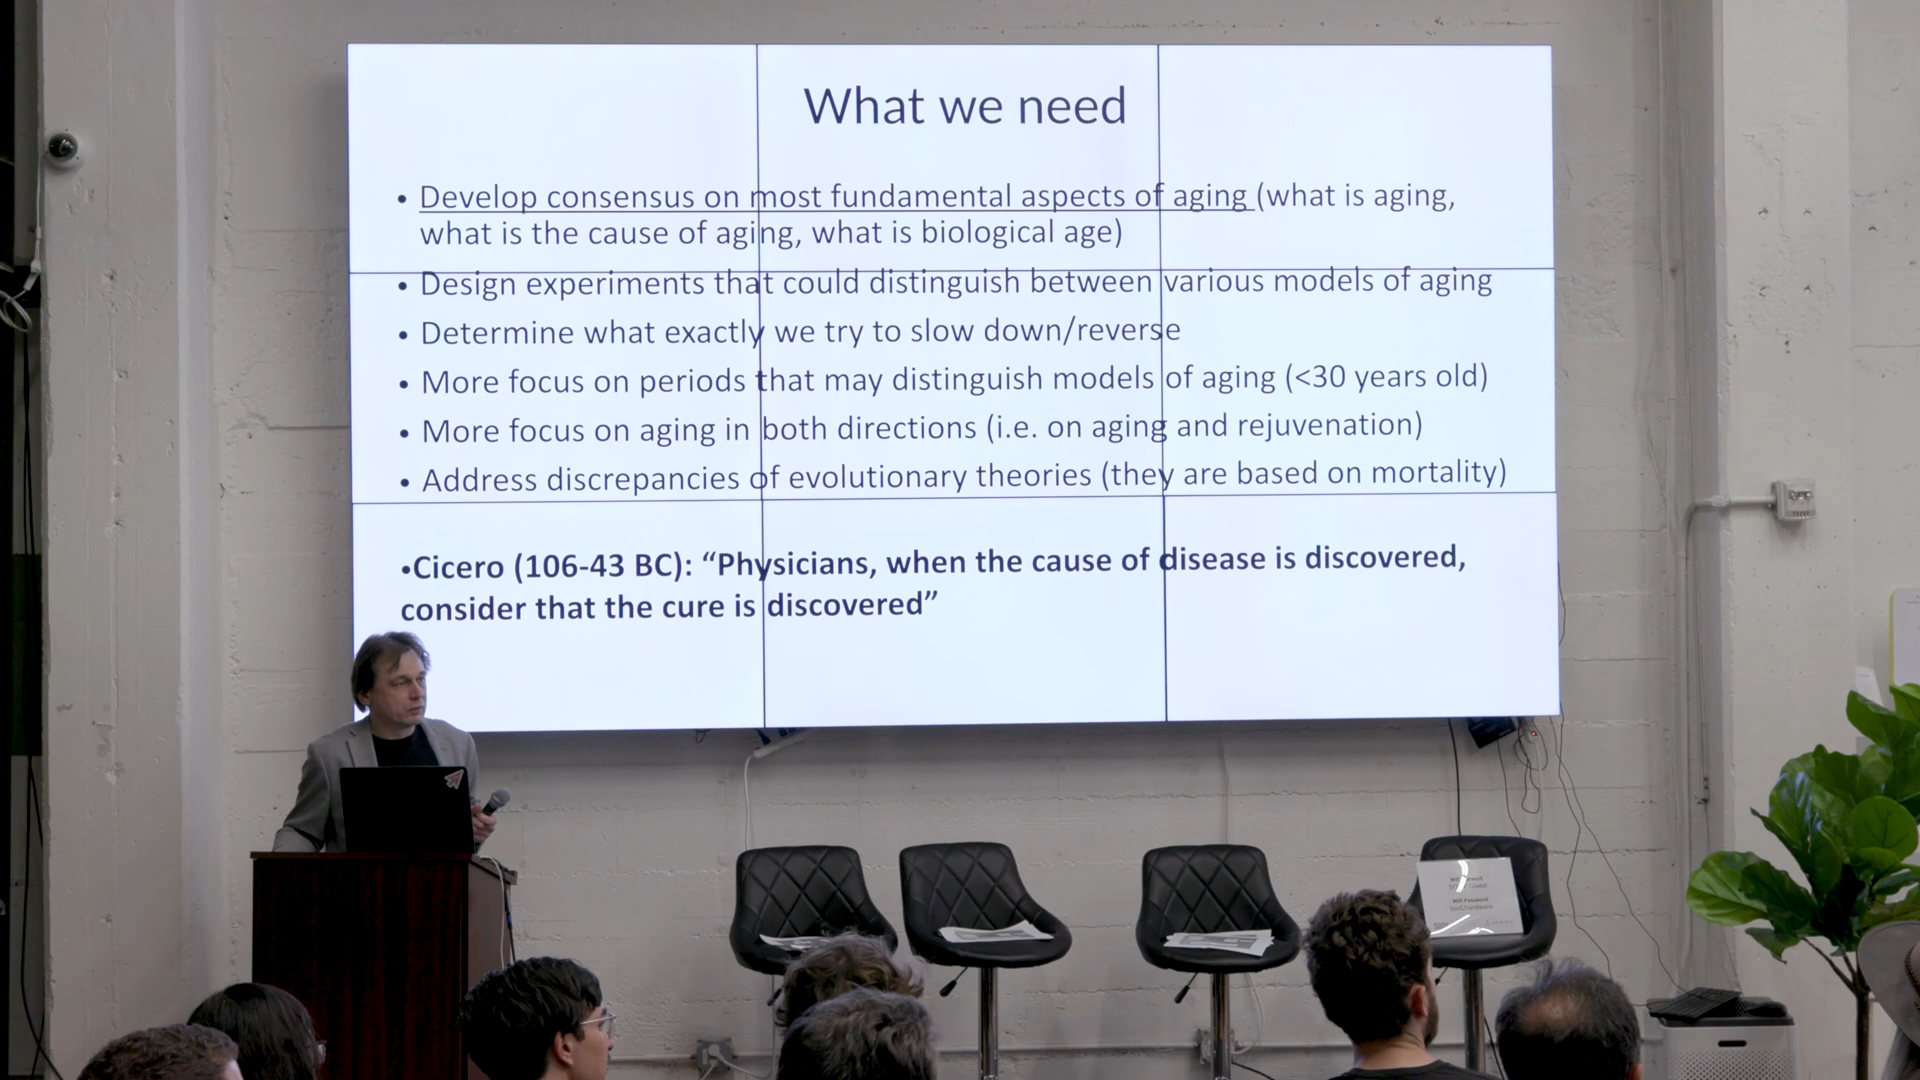 What we need
• Develop consensus on most fundamental aspects of aging (what is aging,
what is the cause of aging, what is biological age)
• Design experiments that could distinguish between various models of aging
• Determine what exactly we try to slow down/reverse
• More focus on periods that may distinguish models of aging (<30 years old)
• More focus on aging in both directions (i.e. on aging and rejuvenation)
• Address discrepancies of evolutionary theories (they are based on mortality)
•Cicero (106-43 BC): “Physicians, when the cause of disease is discovered,
consider that the cure is discovered”
Wifi Password